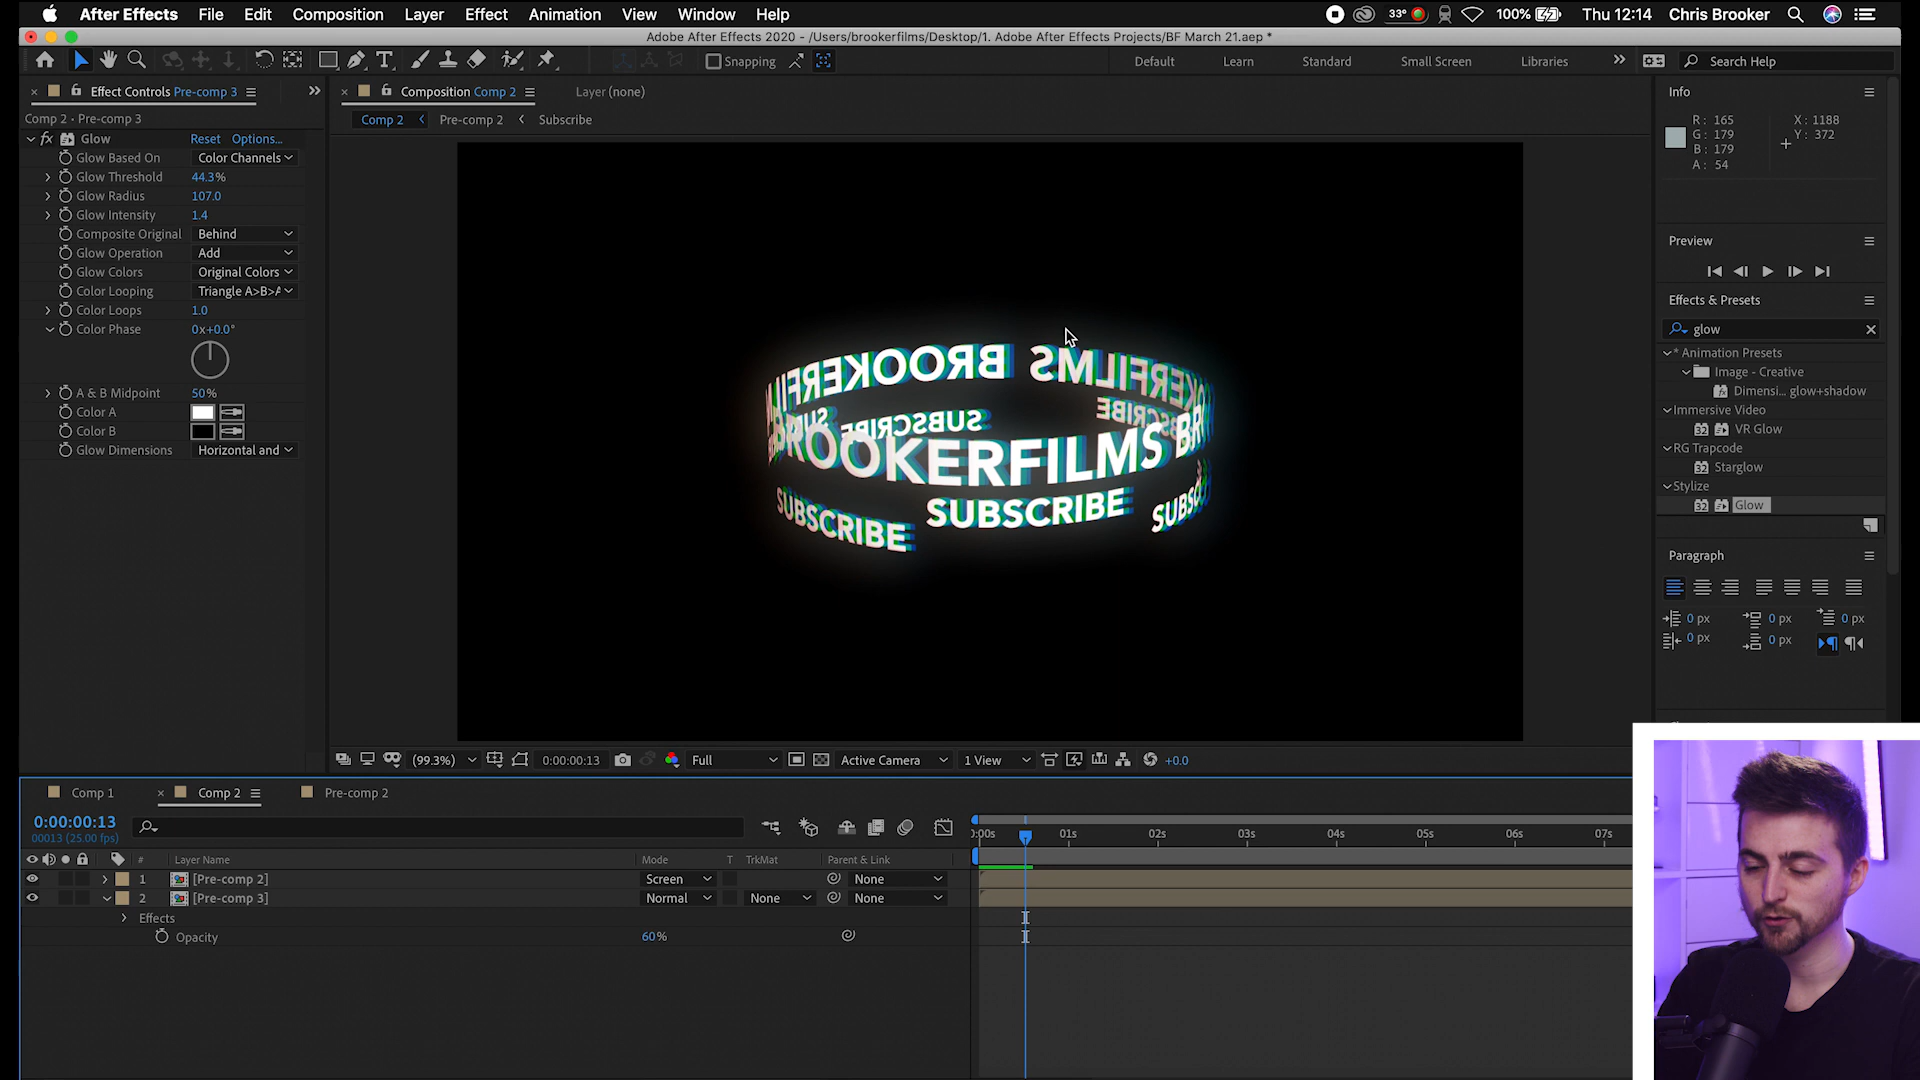 After Effects File Edit Composition Layer Effect Animation View Window Help 33° 100% Thu 12:14 Chris Brooker
Adobe After Effects 2020 - /Users/brookerfilms/Desktop/1. Adobe After Effects Projects/BF March 21.aep *
Snapping Default Learn Standard Small Screen Libraries Search Help
Effect Controls Pre-comp 3
Comp 2 • Pre-comp 3
fx Glow Reset Options...
Glow Based On Color Channels
Glow Threshold 44.3%
Glow Radius 107.0
Glow Intensity 1.4
Composite Original Behind
Glow Operation Add
Glow Colors Original Colors
Color Looping Triangle A>B>A
Color Loops 1.0
Color Phase 0x+0.0°
A & B Midpoint 50%
Color A
Color B
Glow Dimensions Horizontal and
Composition Comp 2 Layer (none)
Comp 2 Pre-comp 2 Subscribe
BROOKERFILMS BROOKERFILMS
SUBSCRIBE SUBSCRIBE
BROOKERFILMS BR
SUBSCRIBE SUBSCRIBE SUBSC
(99.3%) 0:00:00:13 Full Active Camera 1 View +0.0
Info
R: 165
G: 179
B: 179
A: 54
X: 1188
Y: 372
Preview
Effects & Presets
glow
* Animation Presets
Image - Creative
Dimensi... glow+shadow
Immersive Video
32 VR Glow
RG Trapcode
32 Starglow
Stylize
32 Glow
Paragraph
0 px 0 px 0 px
0 px 0 px
Comp 1 Comp 2 Pre-comp 2
0:00:00:13
00013 (25.00 fps)
# Layer Name Mode T TrkMat Parent & Link
1 [Pre-comp 2] Screen None
2 [Pre-comp 3] Normal None None
Effects
Opacity 60%
0:00s 01s 02s 03s 04s 05s 06s 07s